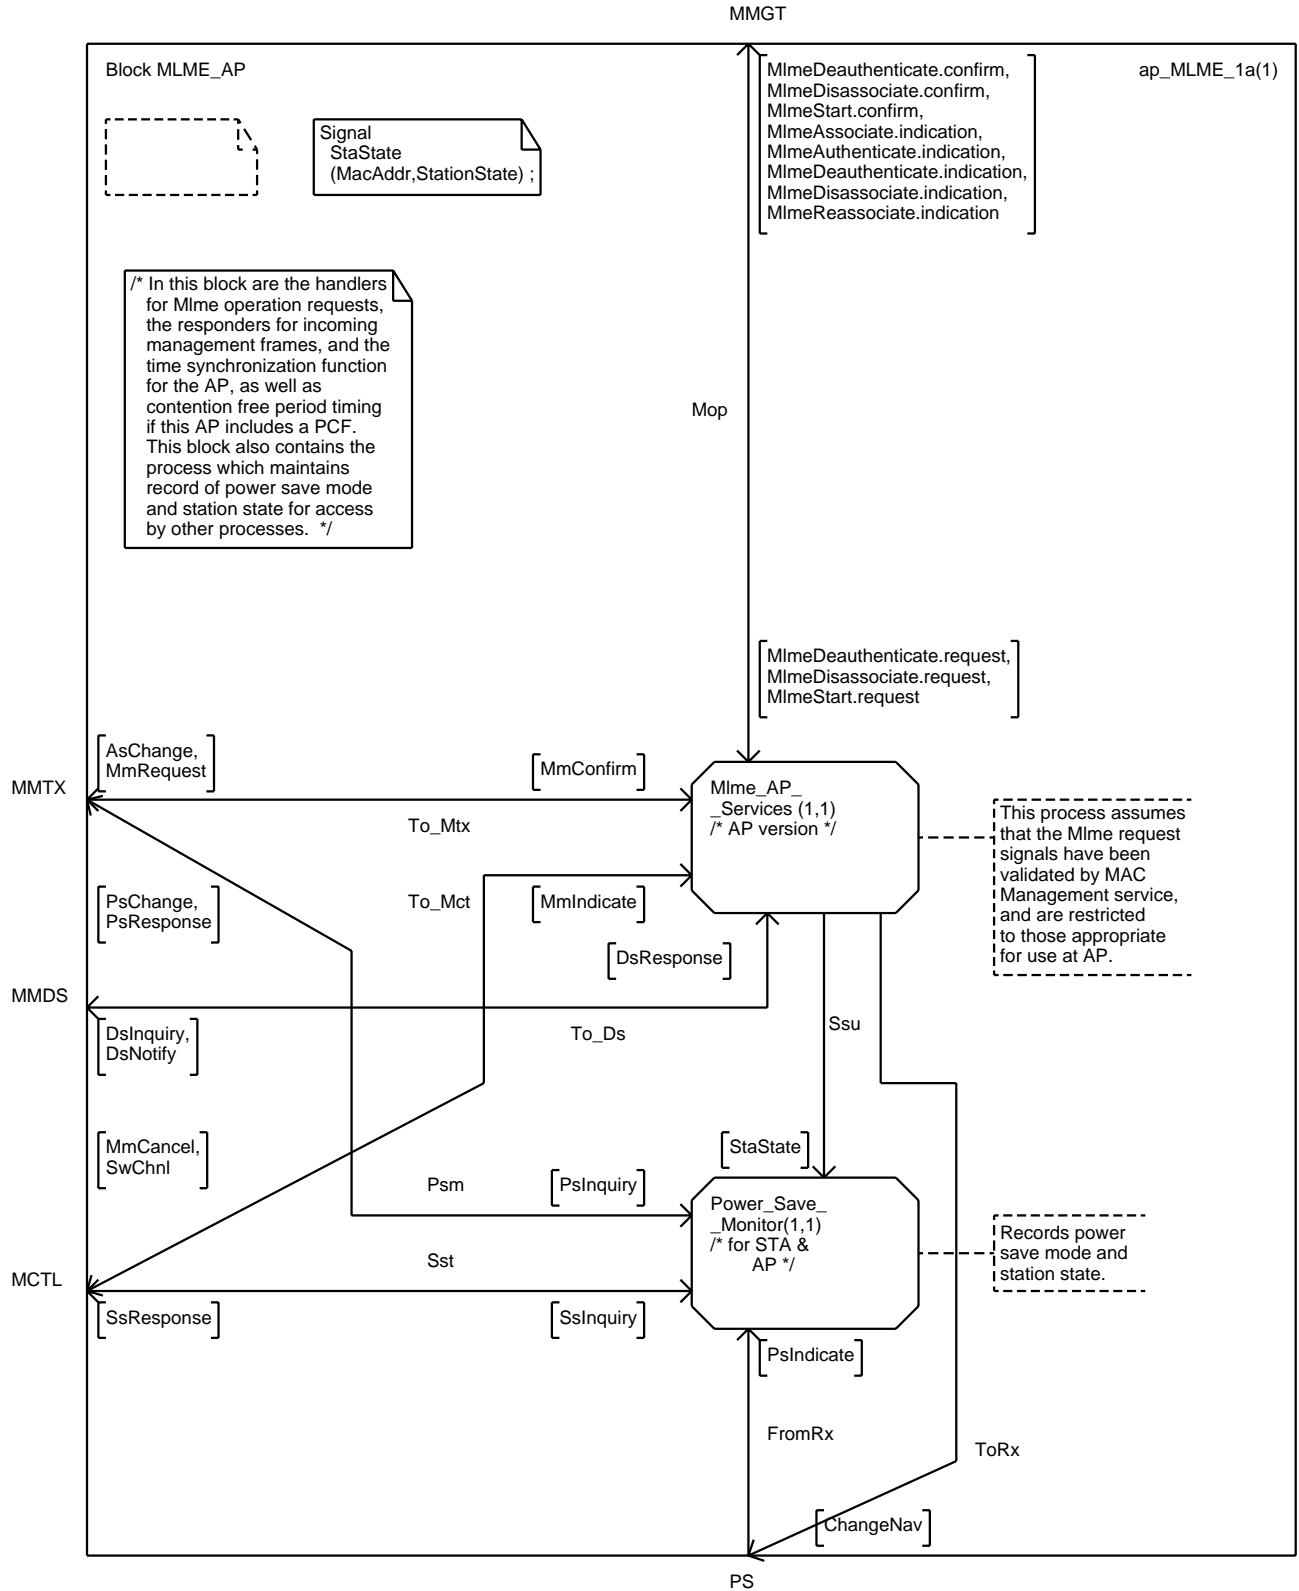 MMGT
Block MLME_AP
ap_MLME_1a(1)
Signal
StaState
(MacAddr,StationState) ;
MlmeDeauthenticate.confirm,
MlmeDisassociate.confirm,
MlmeStart.confirm,
MlmeAssociate.indication,
MlmeAuthenticate.indication,
MlmeDeauthenticate.indication,
MlmeDisassociate.indication,
MlmeReassociate.indication
/* In this block are the handlers
for Mlme operation requests,
the responders for incoming
management frames, and the
time synchronization function
for the AP, as well as
contention free period timing
if this AP includes a PCF.
This block also contains the
process which maintains
record of power save mode
and station state for access
by other processes. */
Mop
MlmeDeauthenticate.request,
MlmeDisassociate.request,
MlmeStart.request
AsChange,
MmRequest
MmConfirm
MMTX
To_Mtx
Mlme_AP_
_Services (1,1)
/* AP version */
This process assumes
that the Mlme request
signals have been
validated by MAC
Management service,
and are restricted
to those appropriate
for use at AP.
PsChange,
PsResponse
To_Mct
MmIndicate
DsResponse
MMDS
DsInquiry,
DsNotify
To_Ds
Ssu
MmCancel,
SwChnl
StaState
Psm
PsInquiry
Power_Save_
_Monitor(1,1)
/* for STA &
AP */
Records power
save mode and
station state.
Sst
MCTL
SsResponse
SsInquiry
PsIndicate
FromRx
ToRx
ChangeNav
PS